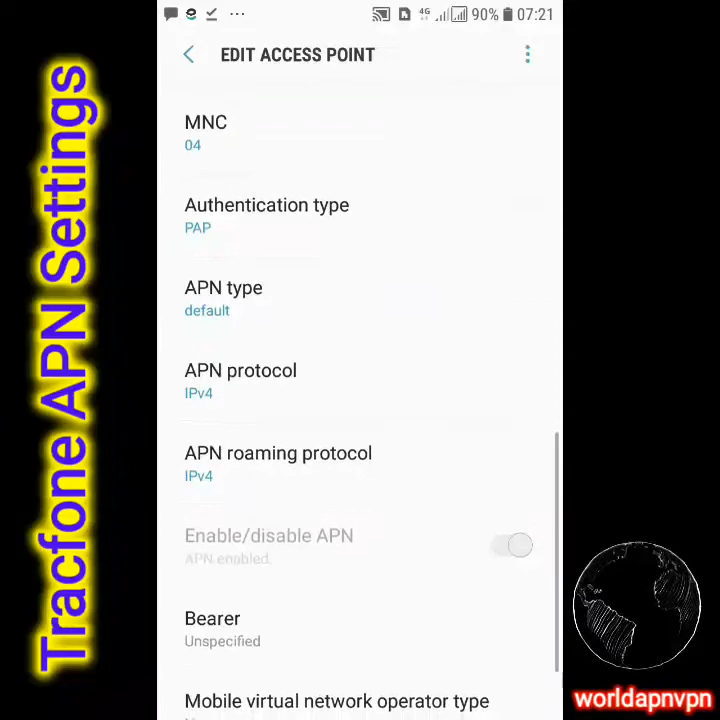 Tracfone APN Settings
4G 90% 07:21
EDIT ACCESS POINT
MNC
04
Authentication type
PAP
APN type
default
APN protocol
IPv4
APN roaming protocol
IPv4
Enable/disable APN
APN enabled.
Bearer
Unspecified
Mobile virtual network operator type
worldapnvpn